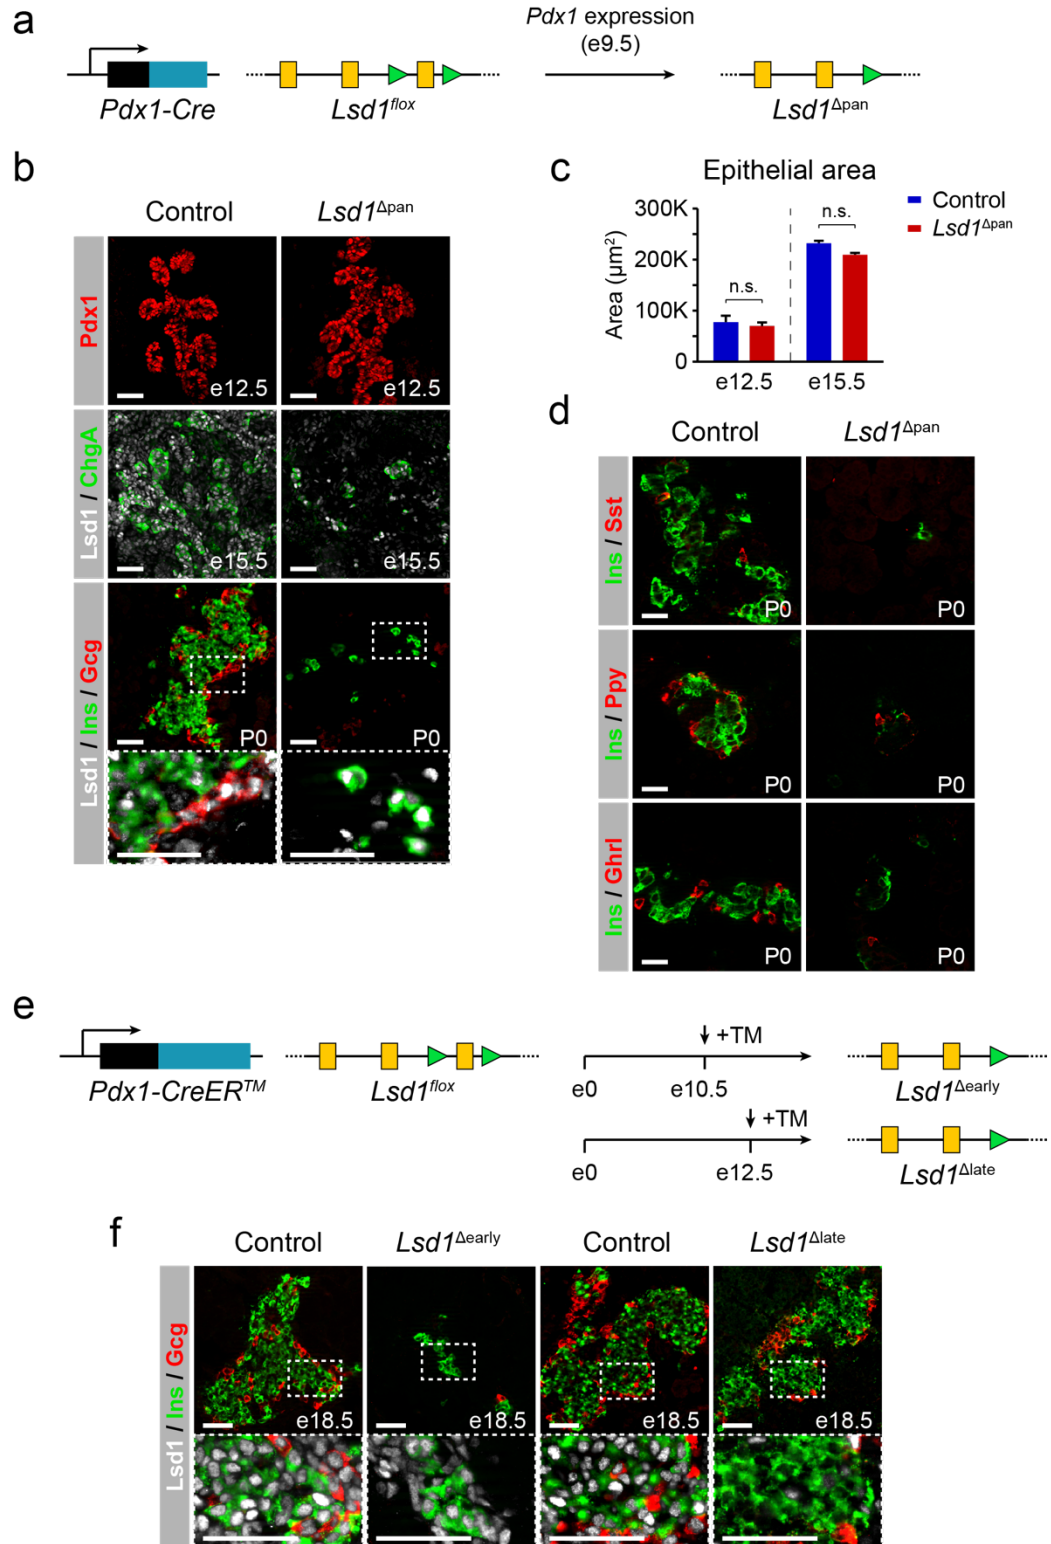 a
Pdx1 expression
(e9.5)
Pdx1-Cre
Lsd1flox
Lsd1Δpan
b
Control
Lsd1Δpan
Pdx1
e12.5
e12.5
Lsd1 / ChgA
e15.5
e15.5
Lsd1 / Ins / Gcg
P0
P0
c
Epithelial area
Control
Lsd1Δpan
Area (µm²)
300K
200K
100K
0
n.s.
n.s.
e12.5
e15.5
d
Control
Lsd1Δpan
Ins / Sst
P0
P0
Ins / Ppy
P0
P0
Ins / Ghrl
P0
P0
e
Pdx1-CreERTM
Lsd1flox
+TM
e0
e10.5
Lsd1Δearly
+TM
e0
e12.5
Lsd1Δlate
f
Control
Lsd1Δearly
Control
Lsd1Δlate
Lsd1 / Ins / Gcg
e18.5
e18.5
e18.5
e18.5